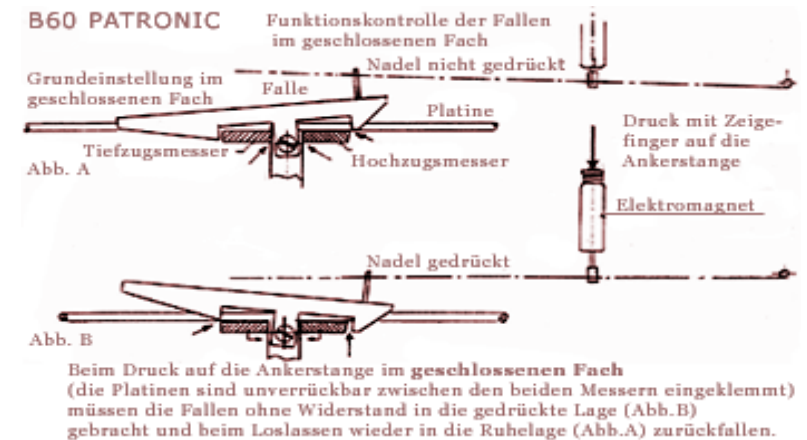 B60 PATRONIC
Funktionskontrolle der Fallen
im geschlossenen Fach
Nadel nicht gedrückt
Grundeinstellung im
geschlossenen Fach
Falle
Platine
Druck mit Zeige-
finger auf die
Ankerstange
Tiefzugsmesser
Hochzugsmesser
Abb. A
Elektromagnet
Nadel gedrückt
Abb. B
Beim Druck auf die Ankerstange im geschlossenen Fach
(die Platinen sind unverrückbar zwischen den beiden Messern eingeklemmt)
müssen die Fallen ohne Widerstand in die gedrückte Lage (Abb.B)
gebracht und beim Loslassen wieder in die Ruhelage (Abb.A) zurückfallen.